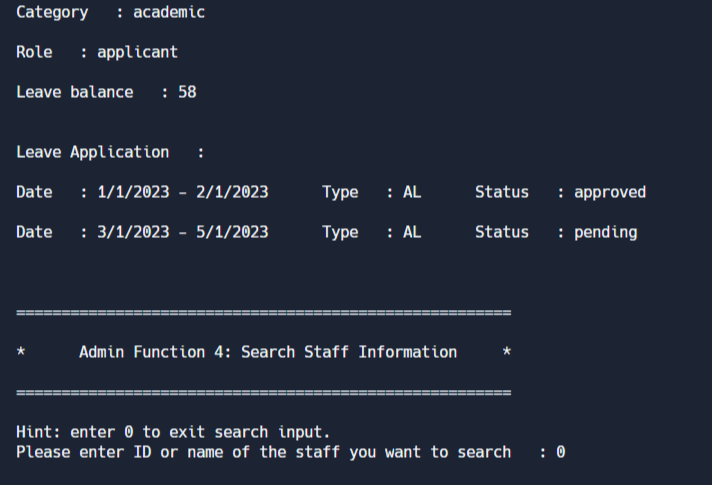 Category   : academic
Role   : applicant
Leave balance   : 58
Leave Application   :
Date   : 1/1/2023 - 2/1/2023      Type   : AL      Status   : approved
Date   : 3/1/2023 - 5/1/2023      Type   : AL      Status   : pending
=======================================================
*      Admin Function 4: Search Staff Information     *
=======================================================
Hint: enter 0 to exit search input.
Please enter ID or name of the staff you want to search   : 0